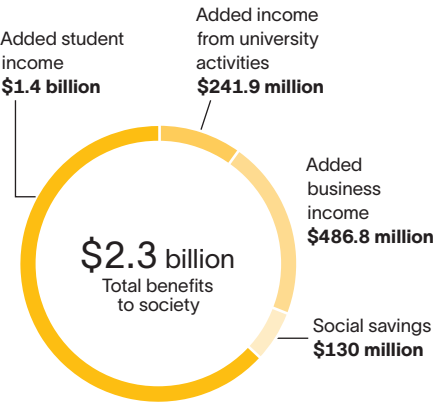 Added student
income
$1.4 billion
Added income
from university
activities
$241.9 million
Added
business
income
$486.8 million
$2.3 billion
Total benefits
to society
Social savings
$130 million